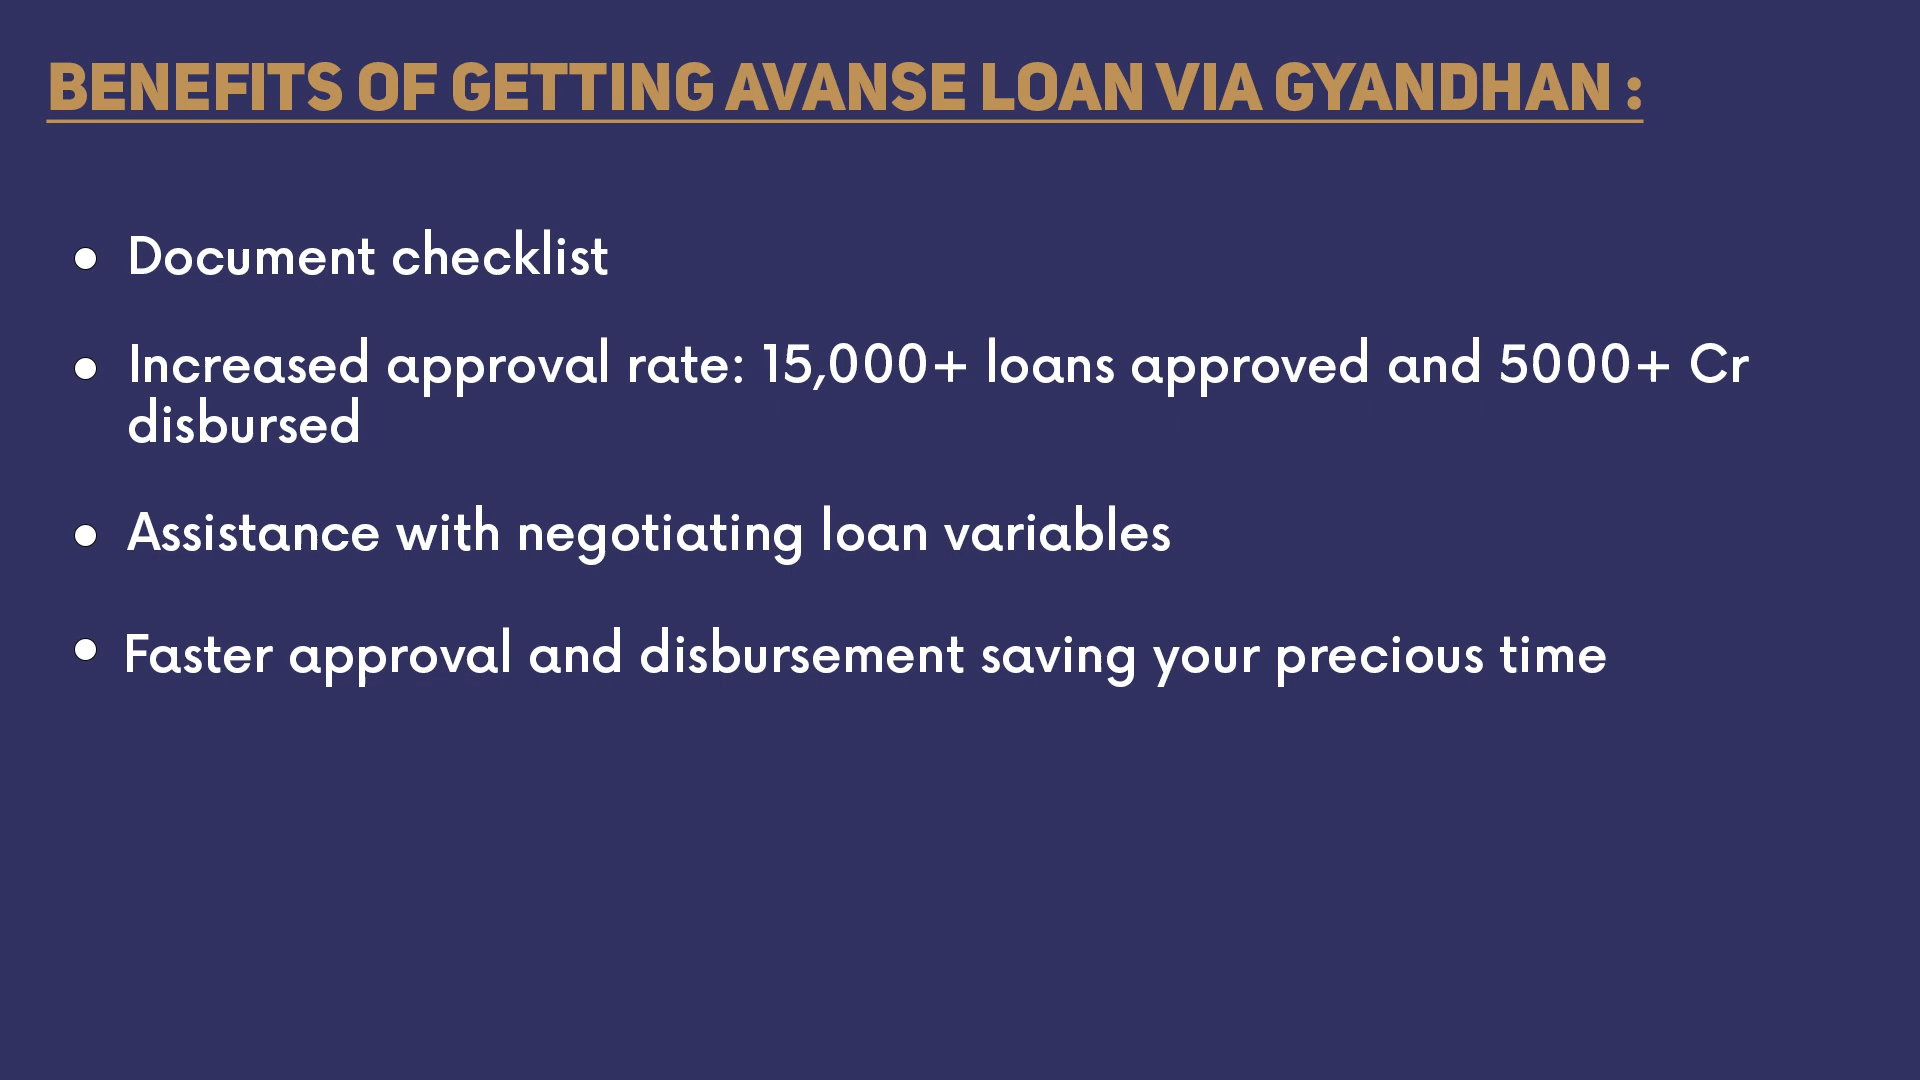 BENEFITS OF GETTING AVANSE LOAN VIA GYANDHAN :
Document checklist
Increased approval rate: 15,000+ loans approved and 5000+ Cr
disbursed
Assistance with negotiating loan variables
Faster approval and disbursement saving your precious time